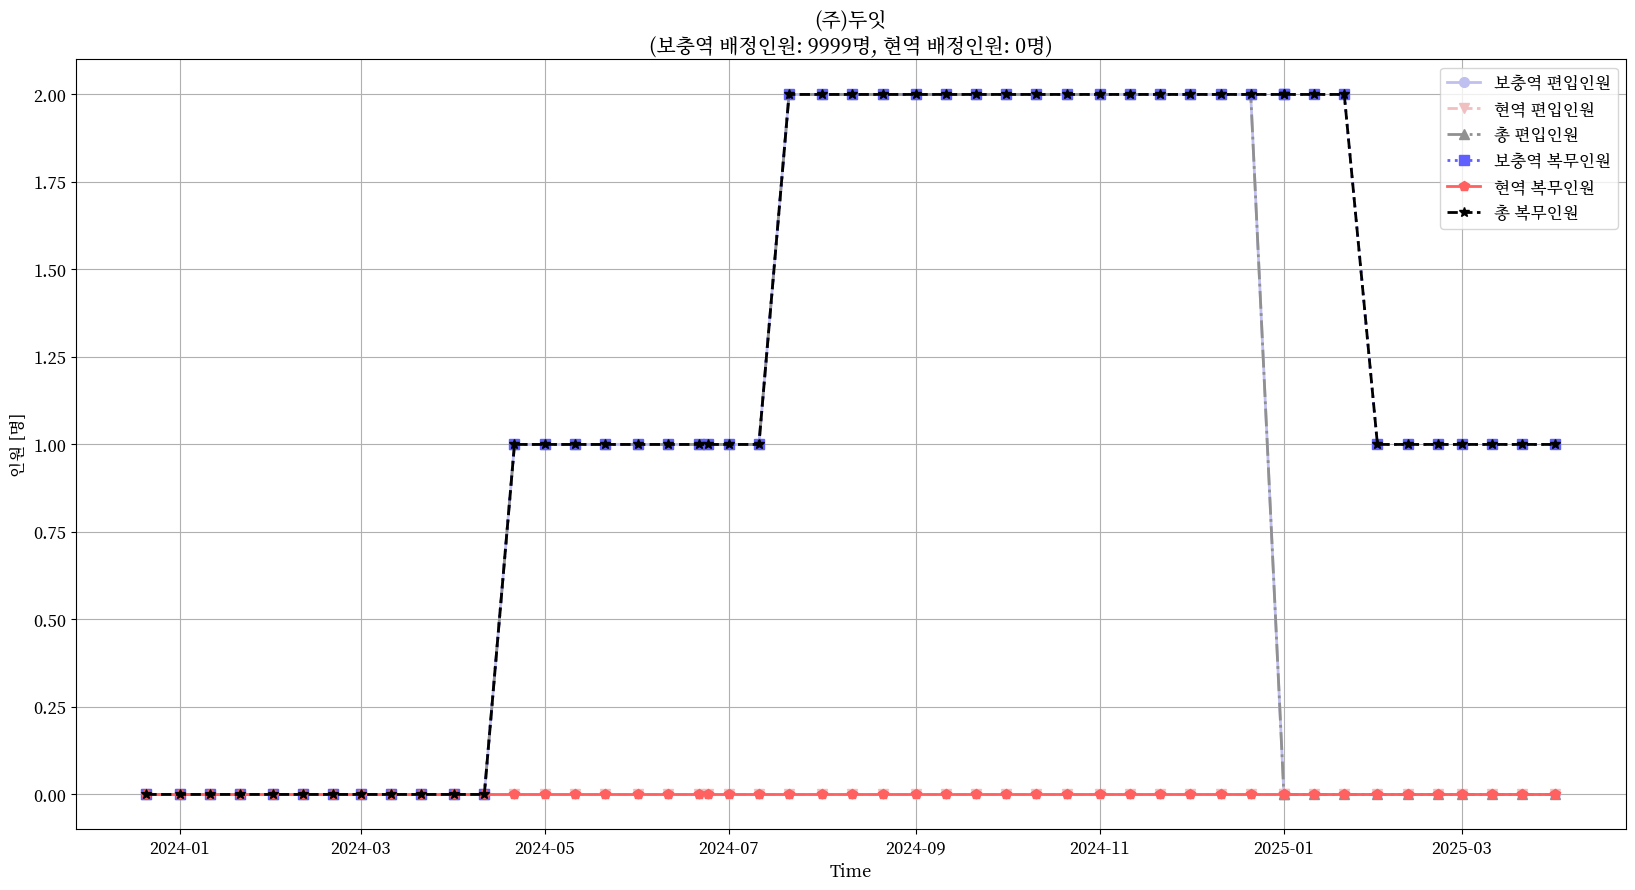 (주)두잇
(보충역 배정인원: 9999명, 현역 배정인원: 0명)
보충역 편입인원
현역 편입인원
총 편입인원
보충역 복무인원
현역 복무인원
총 복무인원
2.00
1.75
1.50
1.25
1.00
0.75
0.50
0.25
0.00
인원 [명]
2024-01
2024-03
2024-05
2024-07
2024-09
2024-11
2025-01
2025-03
Time